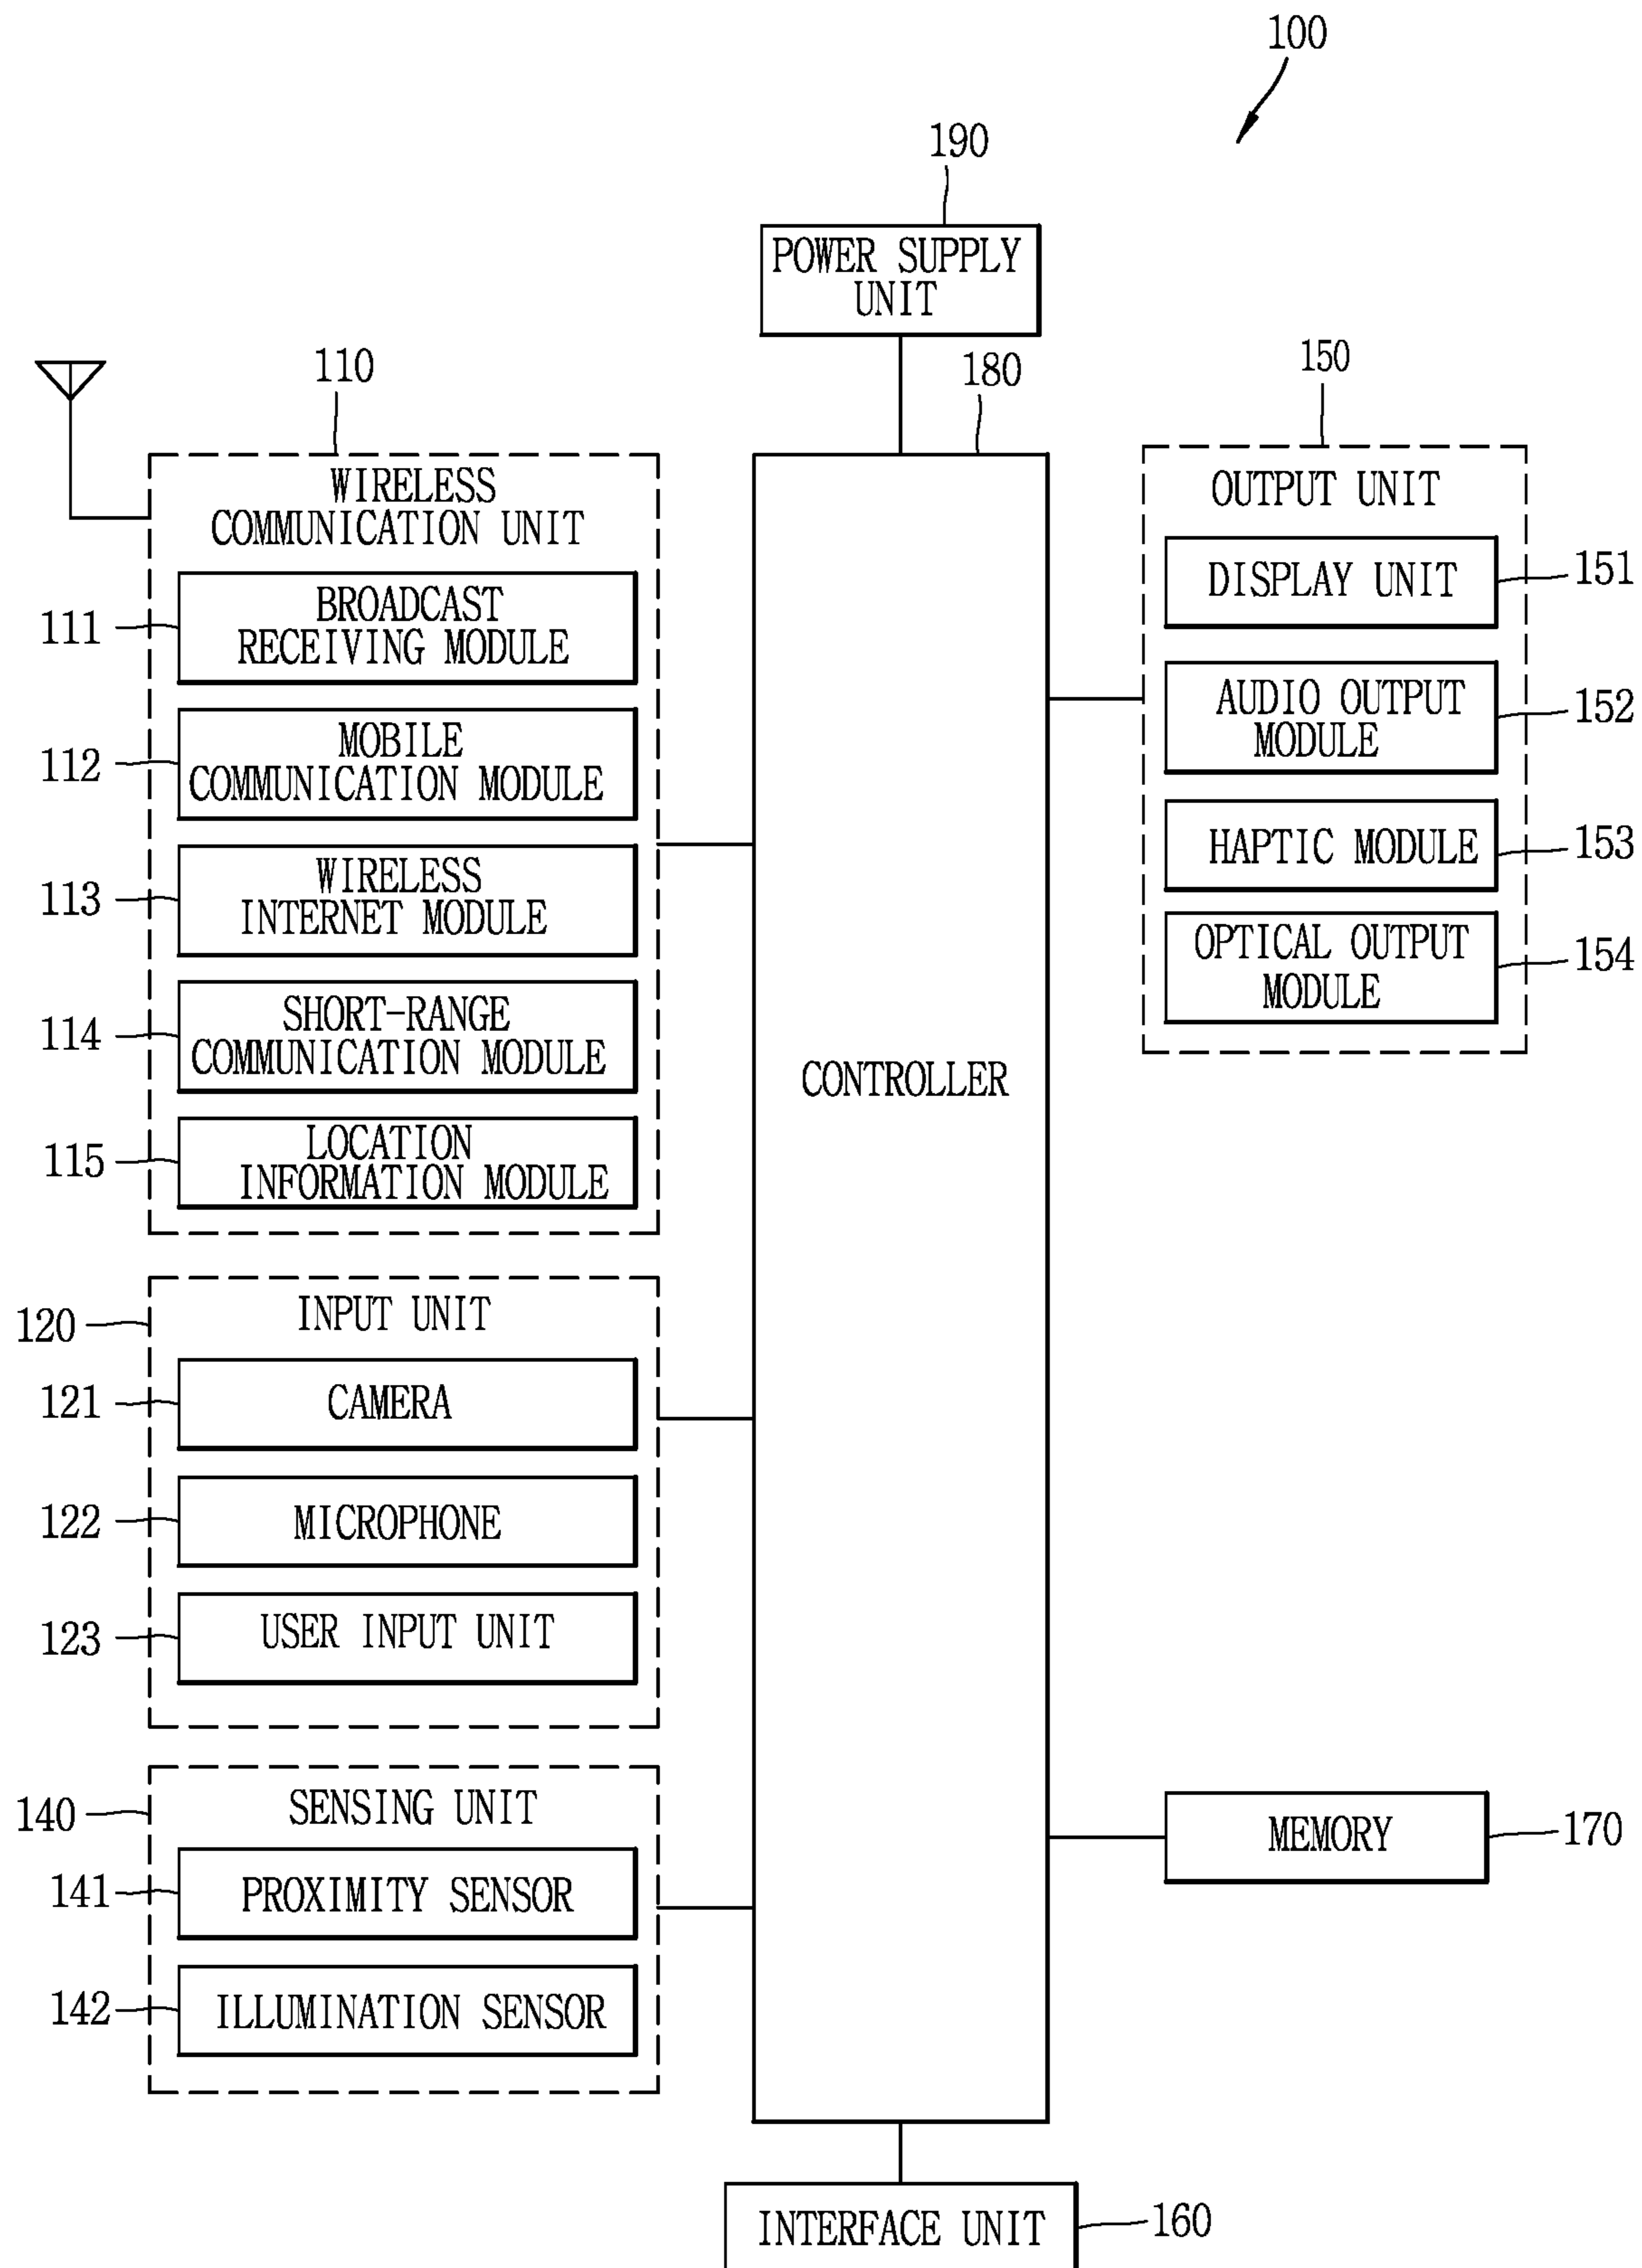 100
190
POWER SUPPLY
UNIT
110
180
150
WIRELESS
COMMUNICATION UNIT
111
BROADCAST
RECEIVING MODULE
112
MOBILE
COMMUNICATION MODULE
113
WIRELESS
INTERNET MODULE
114
SHORT-RANGE
COMMUNICATION MODULE
115
LOCATION
INFORMATION MODULE
120
INPUT UNIT
121
CAMERA
122
MICROPHONE
123
USER INPUT UNIT
140
SENSING UNIT
141
PROXIMITY SENSOR
142
ILLUMINATION SENSOR
CONTROLLER
OUTPUT UNIT
DISPLAY UNIT
151
AUDIO OUTPUT
MODULE
152
HAPTIC MODULE
153
OPTICAL OUTPUT
MODULE
154
MEMORY
170
INTERFACE UNIT
160